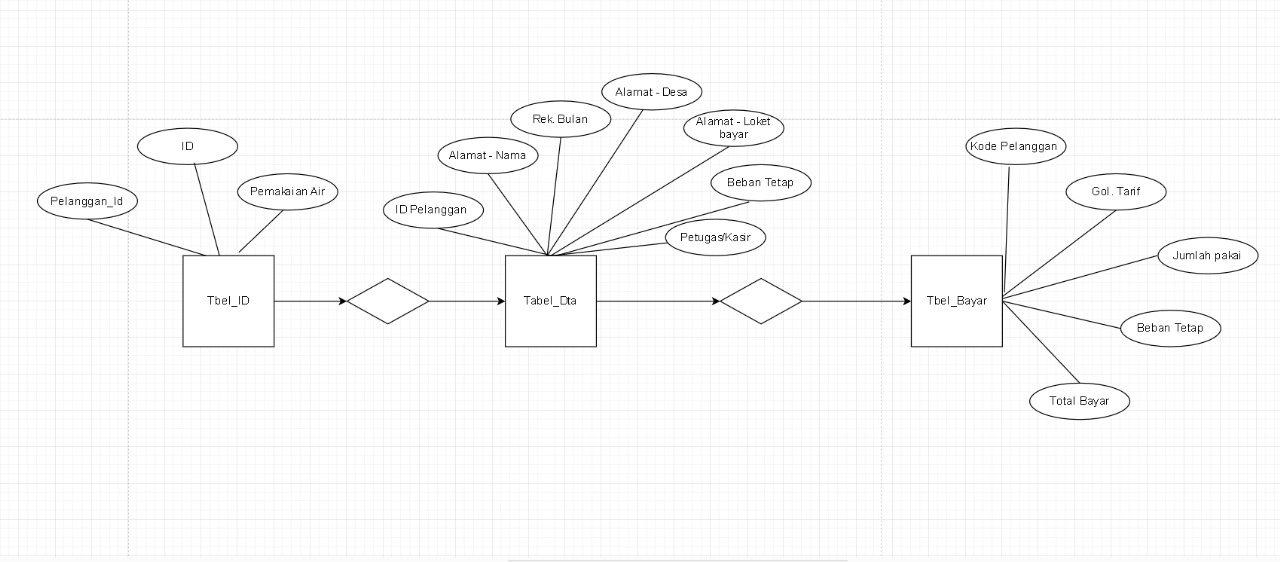 Alamat - Desa
Rek. Bulan
Alamat - Loket
bayar
ID
Kode Pelanggan
Alamat - Nama
Pelanggan_Id
Pemakaian Air
Beban Tetap
Gol. Tarif
ID Pelanggan
Petugas/Kasir
Jumlah pakai
Tbel_ID
Tabel_Dta
Tbel_Bayar
Beban Tetap
Total Bayar